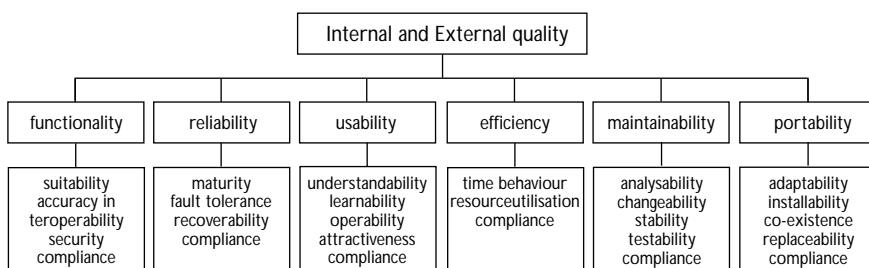 Internal and External quality
functionality
reliability
usability
efficiency
maintainability
portability
suitability
accuracy in
teroperability
security
compliance
maturity
fault tolerance
recoverability
compliance
understandability
learnability
operability
attractiveness
compliance
time behaviour
resourceutilisation
compliance
analysability
changeability
stability
testability
compliance
adaptability
installability
co-existence
replaceability
compliance